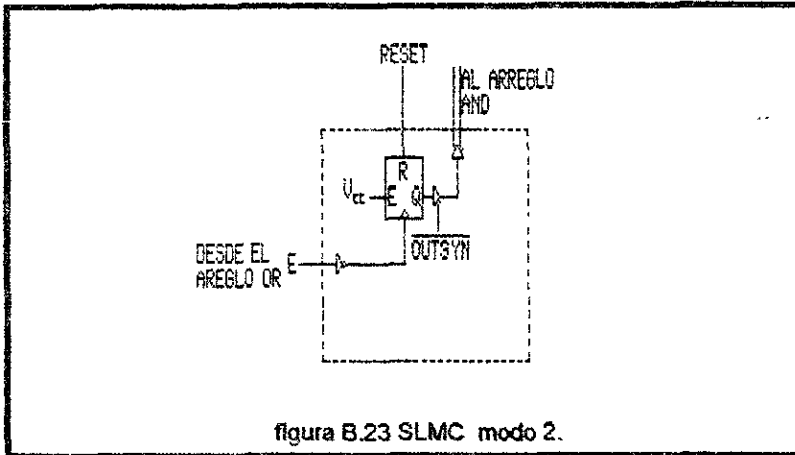 RESET
AL ARREGLO
AND
R
Vcc
E
Q
OUTSYN
DESDE EL
AREGLO OR
E
figura B.23 SLMC modo 2.